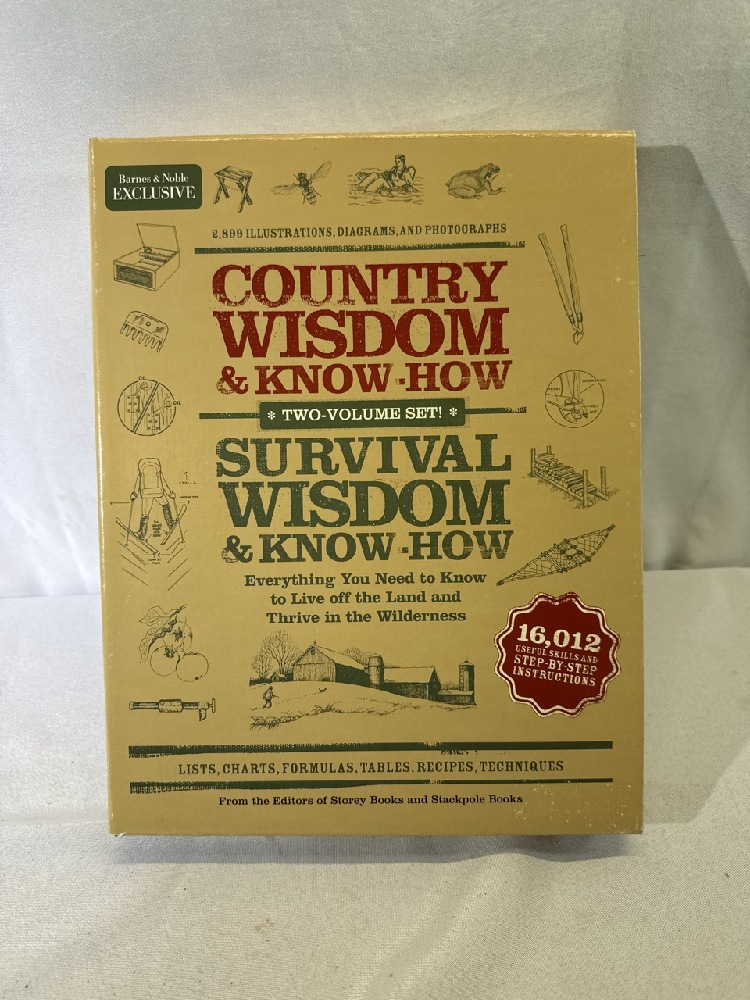 Barnes & Noble
EXCLUSIVE
2,899 ILLUSTRATIONS, DIAGRAMS, AND PHOTOGRAPHS
COUNTRY
WISDOM
& KNOW-HOW
* TWO-VOLUME SET! *
SURVIVAL
WISDOM
& KNOW-HOW
Everything You Need to Know
to Live off the Land and
Thrive in the Wilderness
16,012
USEFUL SKILLS AND
STEP-BY-STEP
INSTRUCTIONS
LISTS, CHARTS, FORMULAS, TABLES, RECIPES, TECHNIQUES
From the Editors of Storey Books and Stackpole Books
OIL
OIL